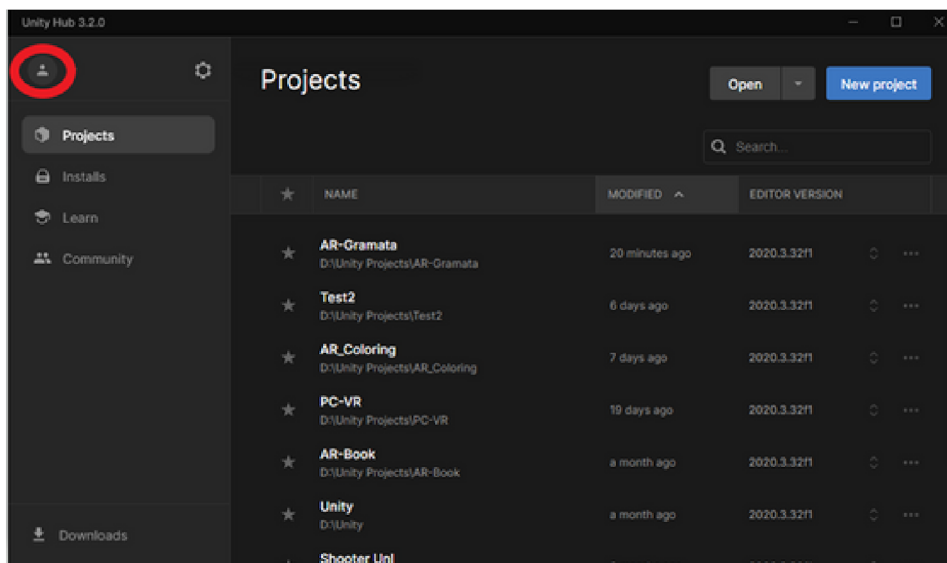 Unity Hub 3.2.0
Projects
Open
New project
Projects
Search...
Installs
NAME
MODIFIED
EDITOR VERSION
Learn
Community
AR-Gramata
D:\Unity Projects\AR-Gramata
20 minutes ago
2020.3.32f1
Test2
D:\Unity Projects\Test2
6 days ago
2020.3.32f1
AR_Coloring
D:\Unity Projects\AR_Coloring
7 days ago
2020.3.32f1
PC-VR
D:\Unity Projects\PC-VR
19 days ago
2020.3.32f1
AR-Book
D:\Unity Projects\AR-Book
a month ago
2020.3.32f1
Unity
D:\Unity
a month ago
2020.3.32f1
Downloads
Shooter Uni